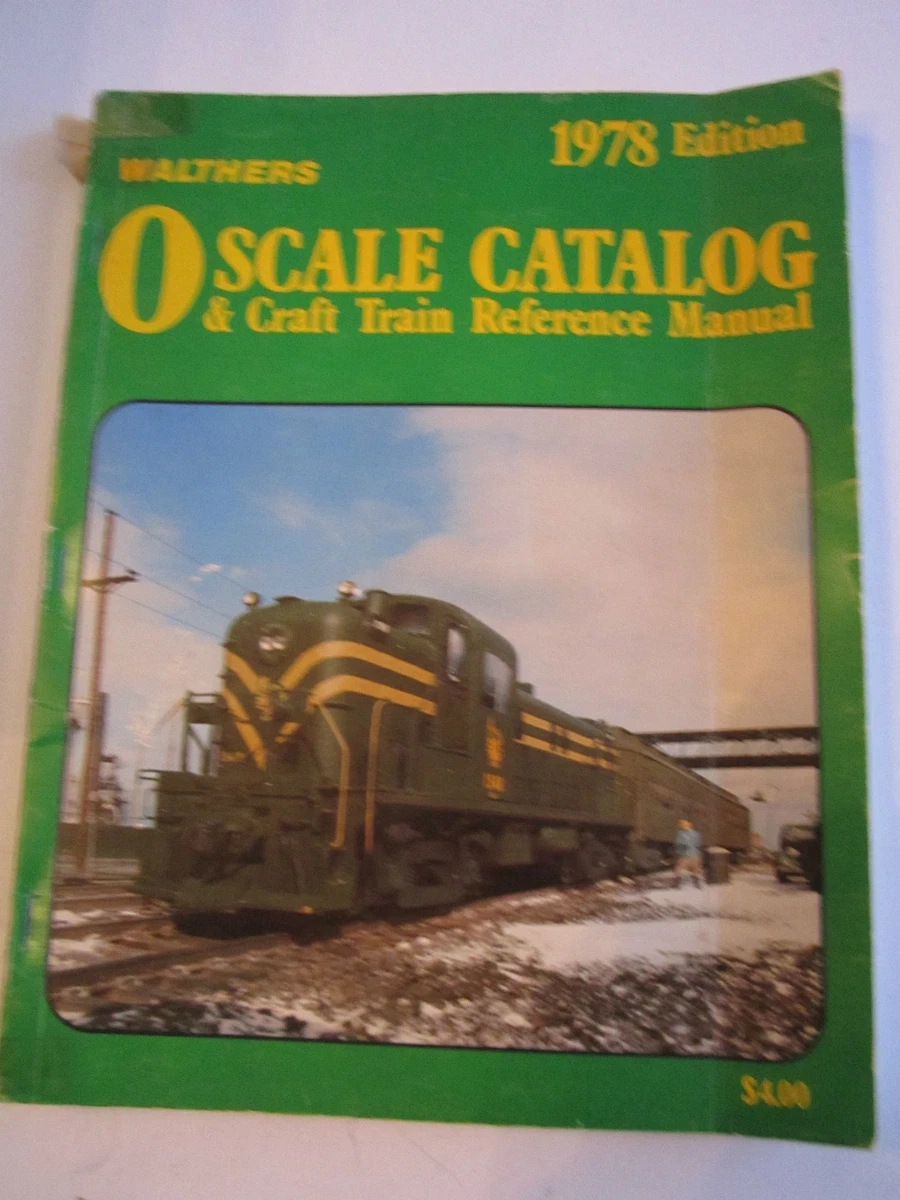 1978 Edition
WALTHERS
O SCALE CATALOG
& Craft Train Reference Manual
$4.00